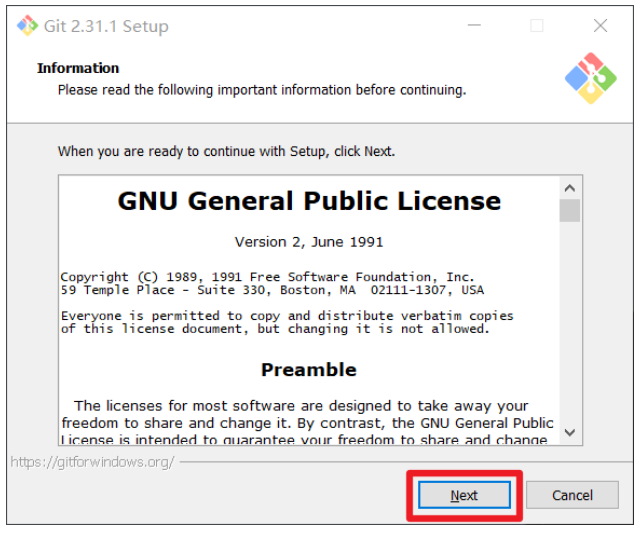 Git 2.31.1 Setup
Information
Please read the following important information before continuing.
When you are ready to continue with Setup, click Next.
GNU General Public License
Version 2, June 1991
Copyright (C) 1989, 1991 Free Software Foundation, Inc.
59 Temple Place - Suite 330, Boston, MA  02111-1307, USA
Everyone is permitted to copy and distribute verbatim copies
of this license document, but changing it is not allowed.
Preamble
The licenses for most software are designed to take away your
freedom to share and change it. By contrast, the GNU General Public
License is intended to guarantee your freedom to share and change
https://gitforwindows.org/
Next
Cancel